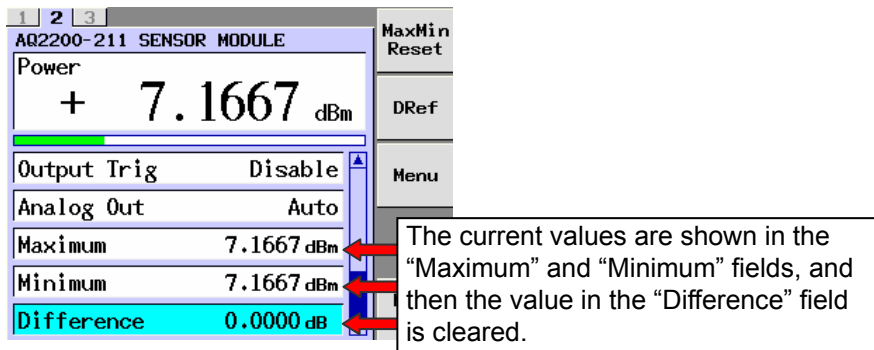 1 2 3
AQ2200-211 SENSOR MODULE
Power
+ 7.1667 dBm
Output Trig Disable
Analog Out Auto
Maximum 7.1667 dBm
Minimum 7.1667 dBm
Difference 0.0000 dB
MaxMin
Reset
DRef
Menu
The current values are shown in the
“Maximum” and “Minimum” fields, and
then the value in the “Difference” field
is cleared.